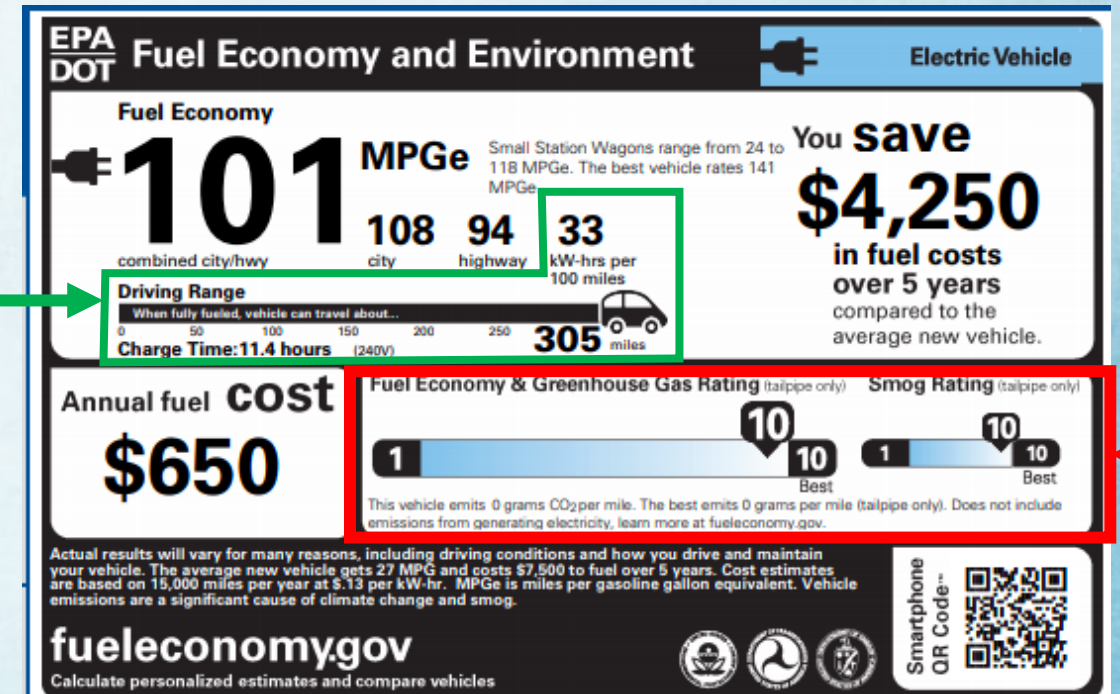 EPA
DOT
Fuel Economy and Environment
Electric Vehicle
Fuel Economy
101
MPGe
Small Station Wagons range from 24 to
118 MPGe. The best vehicle rates 141
MPGe.
108
94
33
combined city/hwy
city
highway
kW-hrs per
100 miles
You save
$4,250
in fuel costs
over 5 years
compared to the
average new vehicle.
Driving Range
When fully fueled, vehicle can travel about...
0 50 100 150 200 250 305 miles
Charge Time:11.4 hours (240V)
Annual fuel cost
$650
Fuel Economy & Greenhouse Gas Rating (tailpipe only)
10
1
10
Best
Smog Rating (tailpipe only)
10
1
10
Best
This vehicle emits 0 grams CO2 per mile. The best emits 0 grams per mile (tailpipe only). Does not include
emissions from generating electricity, learn more at fueleconomy.gov.
Actual results will vary for many reasons, including driving conditions and how you drive and maintain
your vehicle. The average new vehicle gets 27 MPG and costs $7,500 to fuel over 5 years. Cost estimates
are based on 15,000 miles per year at $.13 per kW-hr. MPGe is miles per gasoline gallon equivalent. Vehicle
emissions are a significant cause of climate change and smog.
fueleconomy.gov
Calculate personalized estimates and compare vehicles
Smartphone
QR Code™